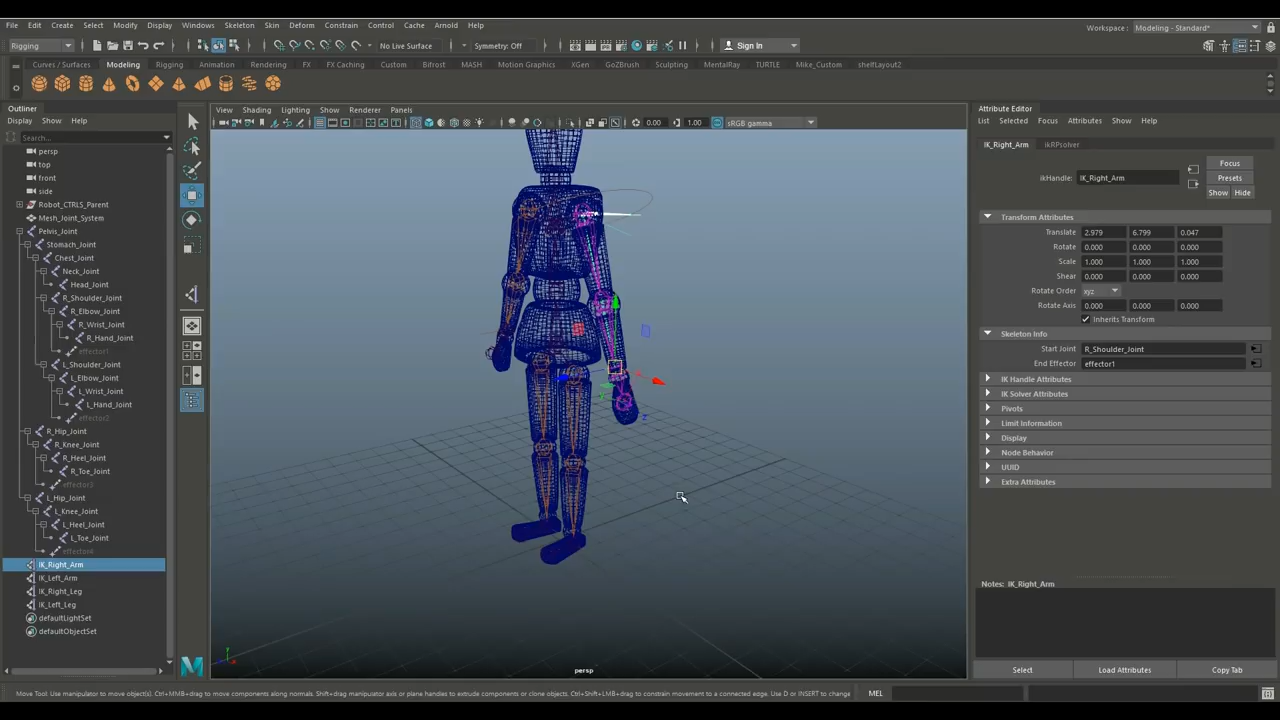 File Edit Create Select Modify Display Windows Skeleton Skin Deform Constrain Control Cache Arnold Help Workspace : Modeling - Standard*
Rigging No Live Surface Symmetry: Off Sign In
Curves / Surfaces Modeling Rigging Animation Rendering FX FX Caching Custom Bifrost MASH Motion Graphics XGen GoZBrush Sculpting MentalRay TURTLE Mike_Custom shelfLayout2
Outliner
Display Show Help
Search...
persp
top
front
side
Robot_CTRLS_Parent
Mesh_Joint_System
Pelvis_Joint
Stomach_Joint
Chest_Joint
Neck_Joint
Head_Joint
R_Shoulder_Joint
R_Elbow_Joint
R_Wrist_Joint
R_Hand_Joint
effector1
L_Shoulder_Joint
L_Elbow_Joint
L_Wrist_Joint
L_Hand_Joint
effector2
R_Hip_Joint
R_Knee_Joint
R_Heel_Joint
R_Toe_Joint
effector3
L_Hip_Joint
L_Knee_Joint
L_Heel_Joint
L_Toe_Joint
effector4
IK_Right_Arm
IK_Left_Arm
IK_Right_Leg
IK_Left_Leg
defaultLightSet
defaultObjectSet
View Shading Lighting Show Renderer Panels
0.00 1.00 sRGB gamma
persp
Attribute Editor
List Selected Focus Attributes Show Help
IK_Right_Arm ikRPsolver
ikHandle: IK_Right_Arm
Focus
Presets
Show Hide
Transform Attributes
Translate 2.979 6.799 0.047
Rotate 0.000 0.000 0.000
Scale 1.000 1.000 1.000
Shear 0.000 0.000 0.000
Rotate Order xyz
Rotate Axis 0.000 0.000 0.000
Inherits Transform
Skeleton Info
Start Joint R_Shoulder_Joint
End Effector effector1
IK Handle Attributes
IK Solver Attributes
Pivots
Limit Information
Display
Node Behavior
UUID
Extra Attributes
Notes: IK_Right_Arm
Select Load Attributes Copy Tab
Move Tool: Use manipulator to move object(s). Ctrl+MMB+drag to move components along normals. Shift+drag manipulator axis or plane handles to extrude components or clone objects. Ctrl+Shift+LMB+drag to constrain movement to a connected edge. Use D or INSERT to change MEL